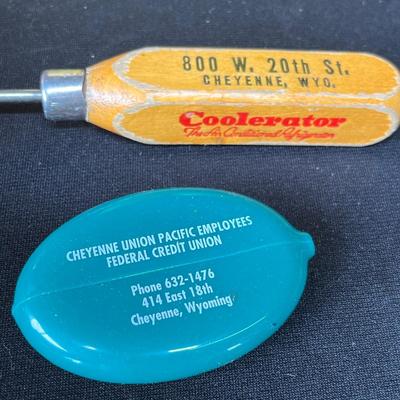 800 W. 20th St.
CHEYENNE, WYO.
Coolerator
The Air Conditioned Refrigerator
CHEYENNE UNION PACIFIC EMPLOYEES
FEDERAL CREDIT UNION
Phone 632-1476
414 East 18th
Cheyenne, Wyoming